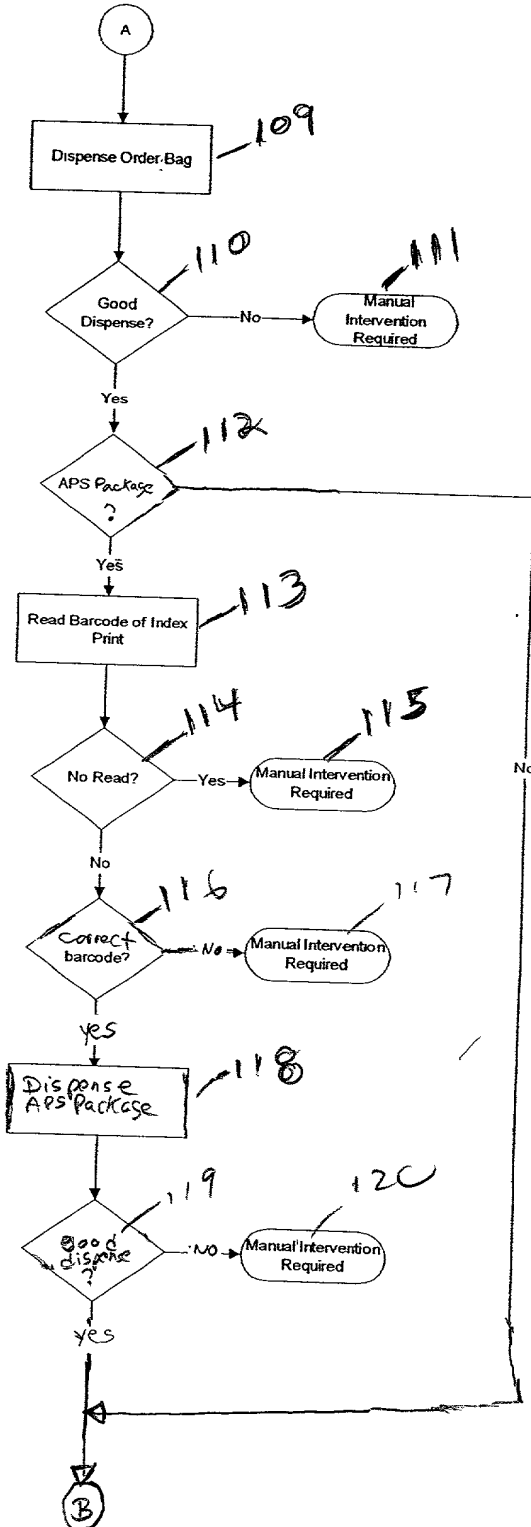 A
109
Dispense Order Bag
110
111
Good
Dispense?
No
Manual
Intervention
Required
Yes
112
APS Package
?
Yes
113
Read Barcode of Index
Print
114
115
No Read?
Yes
Manual Intervention
Required
No
No
116
117
Correct
barcode?
No
Manual Intervention
Required
yes
118
Dispense
APS Package
119
120
good
dispense
?
NO
Manual Intervention
Required
yes
B